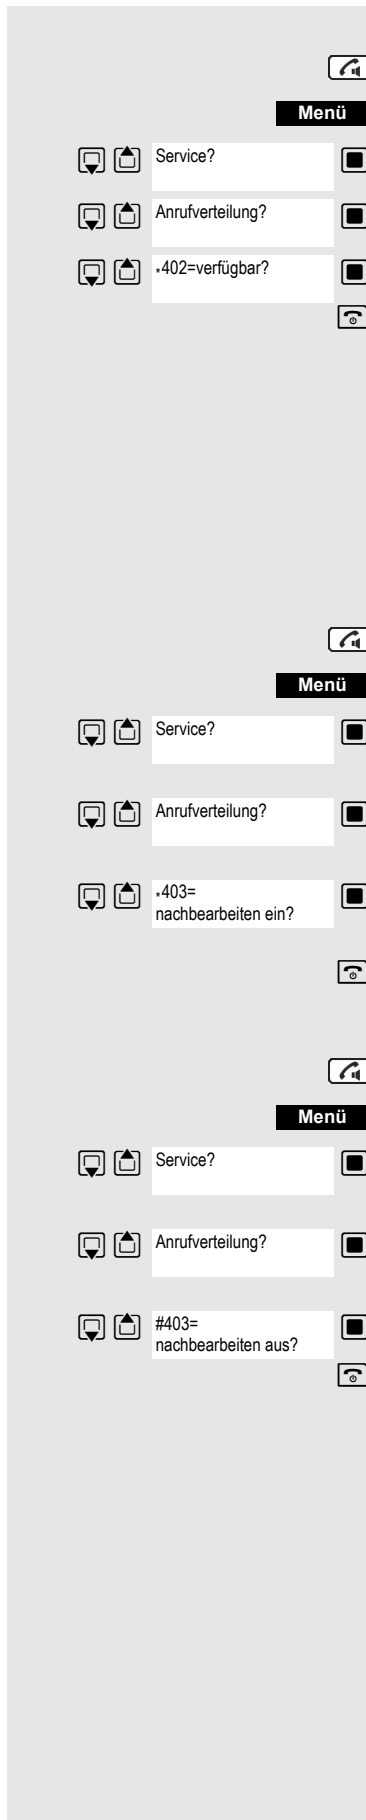 Menü
Service?
Anrufverteilung?
*402=verfügbar?
Menü
Service?
Anrufverteilung?
*403=
nachbearbeiten ein?
Menü
Service?
Anrufverteilung?
#403=
nachbearbeiten aus?